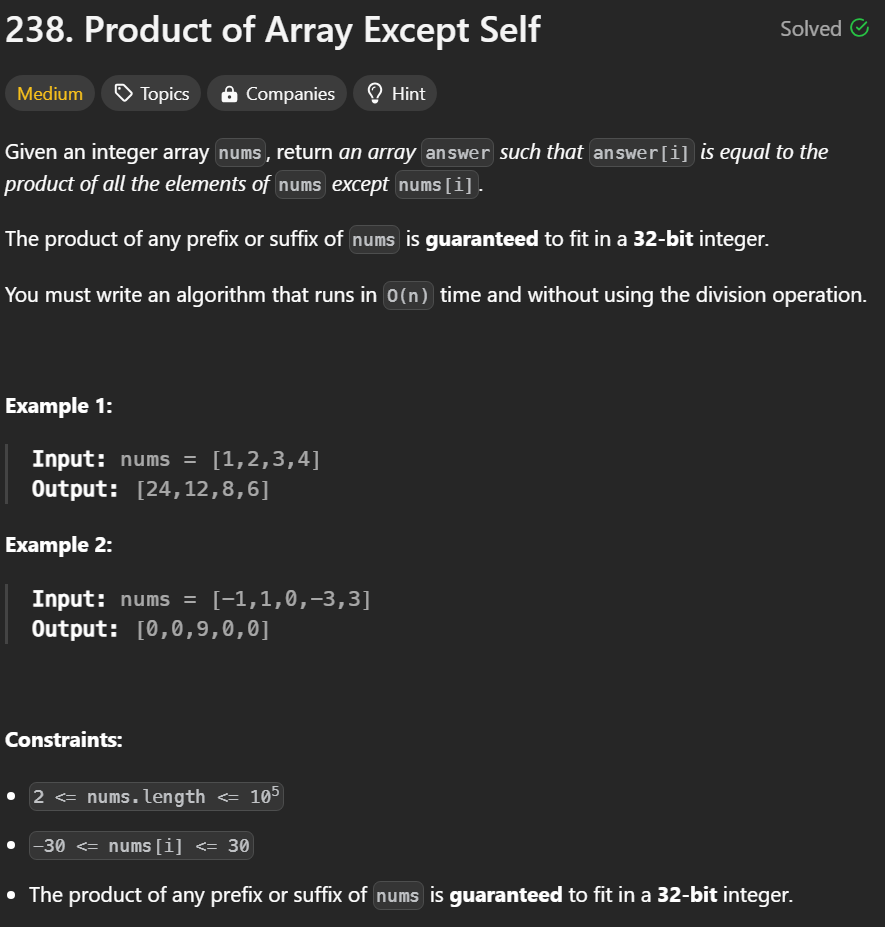 238. Product of Array Except Self
Solved
Medium Topics Companies Hint
Given an integer array nums, return an array answer such that answer[i] is equal to the
product of all the elements of nums except nums[i].
The product of any prefix or suffix of nums is guaranteed to fit in a 32-bit integer.
You must write an algorithm that runs in O(n) time and without using the division operation.
Example 1:
Input: nums = [1,2,3,4]
Output: [24,12,8,6]
Example 2:
Input: nums = [-1,1,0,-3,3]
Output: [0,0,9,0,0]
Constraints:
• 2 <= nums.length <= 10⁵
• -30 <= nums[i] <= 30
• The product of any prefix or suffix of nums is guaranteed to fit in a 32-bit integer.